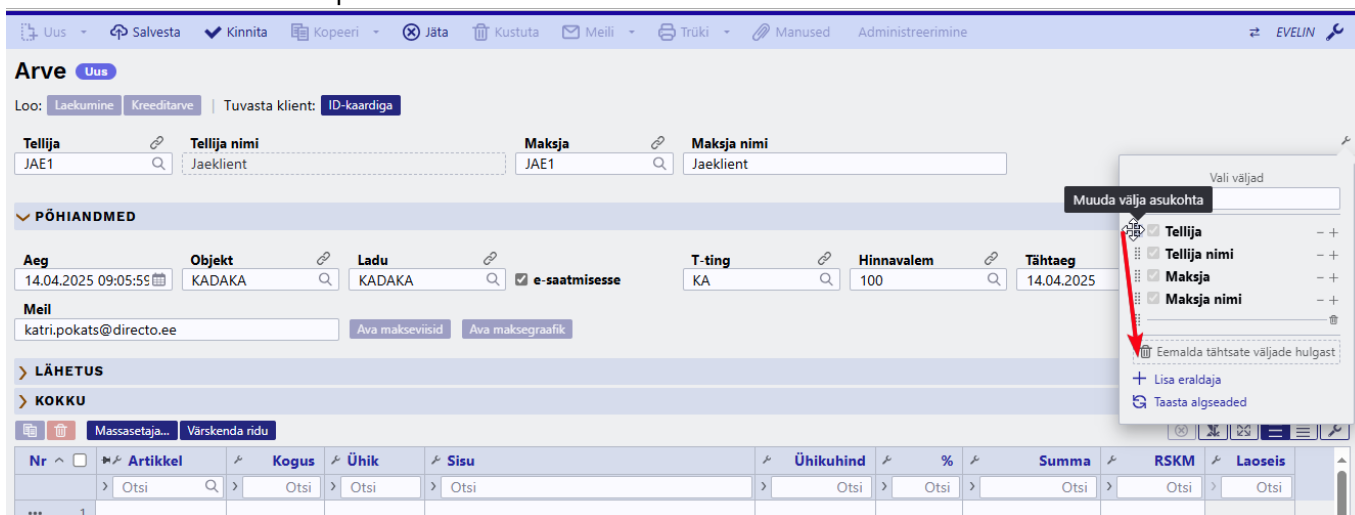 Uus Salvesta Kinnita Kopeeri Jäta Kustuta Meili Trüki Manused Administreerimine EVELIN
Arve Uus
Loo: Laekumine Kreeditarve | Tuvasta klient: ID-kaardiga
Tellija Tellija nimi Maksja Maksja nimi
JAE1 Jaeklient JAE1 Jaeklient
Vali väljad
Muuda välja asukohta
PÕHIANDMED
Tellija
Tellija nimi
Maksja
Maksja nimi
Eemalda tähtsate väljade hulgast
Lisa eraldaja
Taasta algseaded
Aeg Objekt Ladu T-ting Hinnavalem Tähtaeg
14.04.2025 09:05:59 KADAKA KADAKA e-saatmisesse KA 100 14.04.2025
Meil
katri.pokats@directo.ee Ava makseviisid Ava maksegraafik
LÄHETUS
KOKKU
Massasetaja... Värskenda ridu
Nr Artikkel Kogus Ühik Sisu Ühikuhind % Summa RSKM Laoseis
Otsi Otsi Otsi Otsi Otsi Otsi Otsi Otsi Otsi